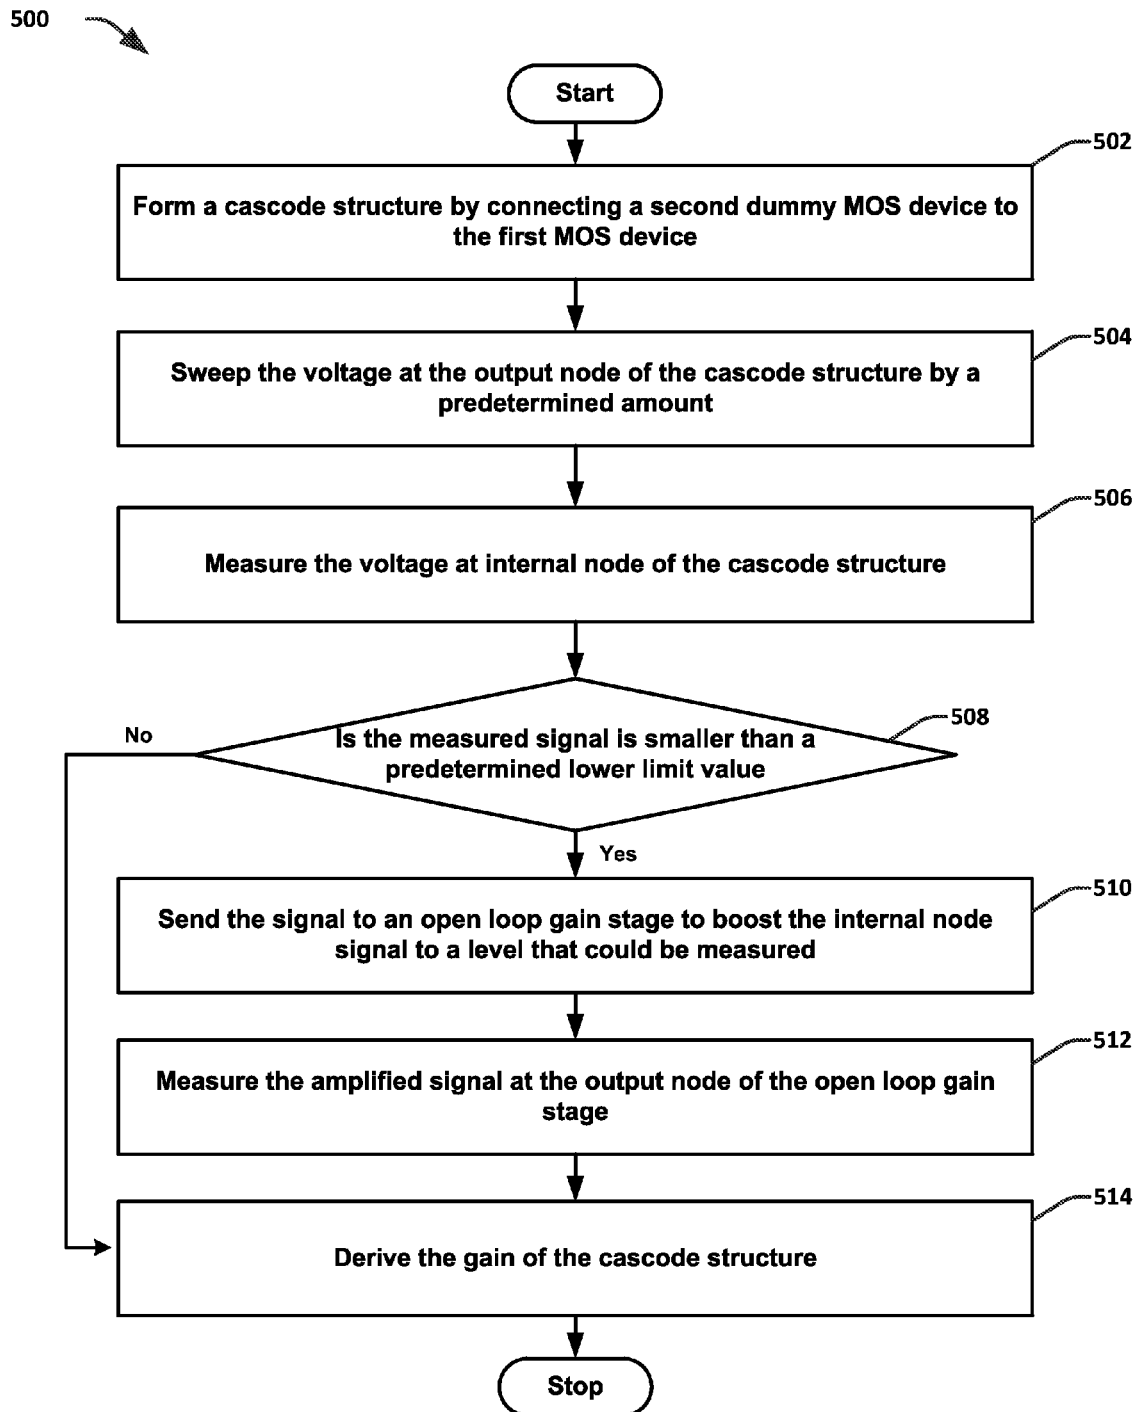 500
Start
502
Form a cascode structure by connecting a second dummy MOS device to
the first MOS device
504
Sweep the voltage at the output node of the cascode structure by a
predetermined amount
506
Measure the voltage at internal node of the cascode structure
508
No
Is the measured signal is smaller than a
predetermined lower limit value
Yes
510
Send the signal to an open loop gain stage to boost the internal node
signal to a level that could be measured
512
Measure the amplified signal at the output node of the open loop gain
stage
514
Derive the gain of the cascode structure
Stop